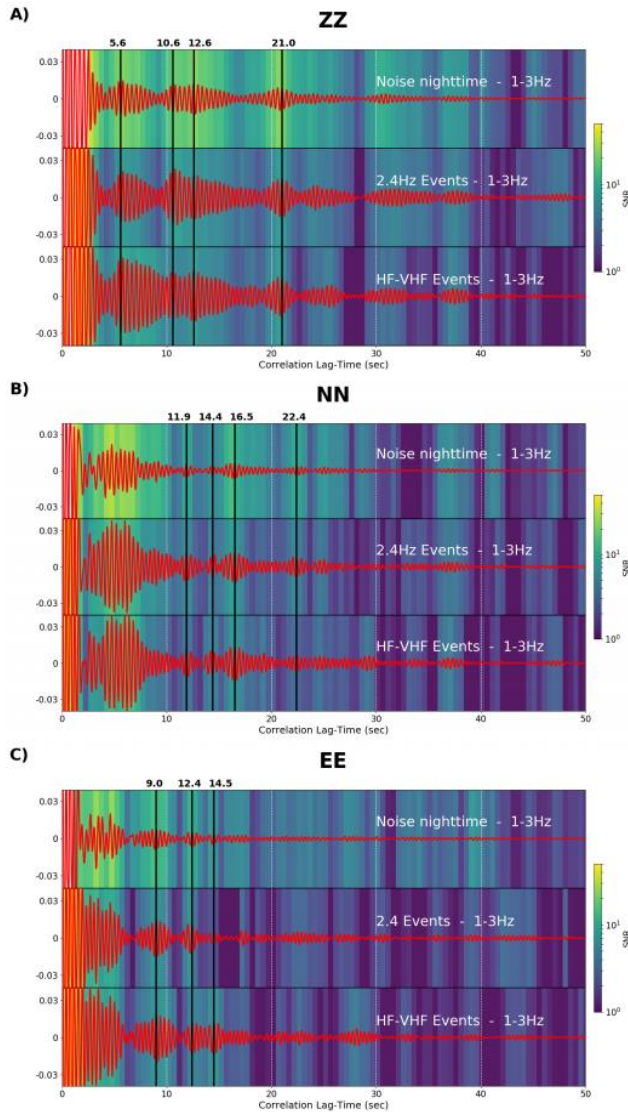 A)
ZZ
5.6 10.6 12.6 21.0
0.03
0
-0.03
Noise nighttime - 1-3Hz
0.03
0
-0.03
2.4Hz Events - 1-3Hz
0.03
0
-0.03
HF-VHF Events - 1-3Hz
0 10 20 30 40 50
Correlation Lag-Time (sec)
10¹
10⁰
SNR
B)
NN
11.9 14.4 16.5 22.4
0.03
0
-0.03
Noise nighttime - 1-3Hz
0.03
0
-0.03
2.4Hz Events - 1-3Hz
0.03
0
-0.03
HF-VHF Events - 1-3Hz
0 10 20 30 40 50
Correlation Lag-Time (sec)
10¹
10⁰
SNR
C)
EE
9.0 12.4 14.5
0.03
0
-0.03
Noise nighttime - 1-3Hz
0.03
0
-0.03
2.4 Events - 1-3Hz
0.03
0
-0.03
HF-VHF Events - 1-3Hz
0 10 20 30 40 50
Correlation Lag-Time (sec)
10¹
10⁰
SNR